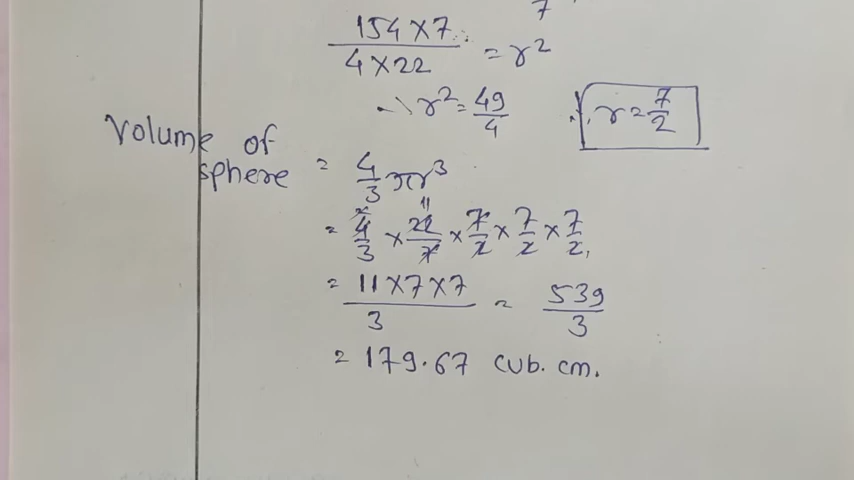 7
154×7 / 4×22 = r²
∴ r² = 49/4 ∴ r = 7/2
Volume of sphere = 4/3 πr³
= 4/3 × 22/7 × 7/2 × 7/2 × 7/2
11
= 11×7×7 / 3 = 539 / 3
= 179.67 cub. cm.